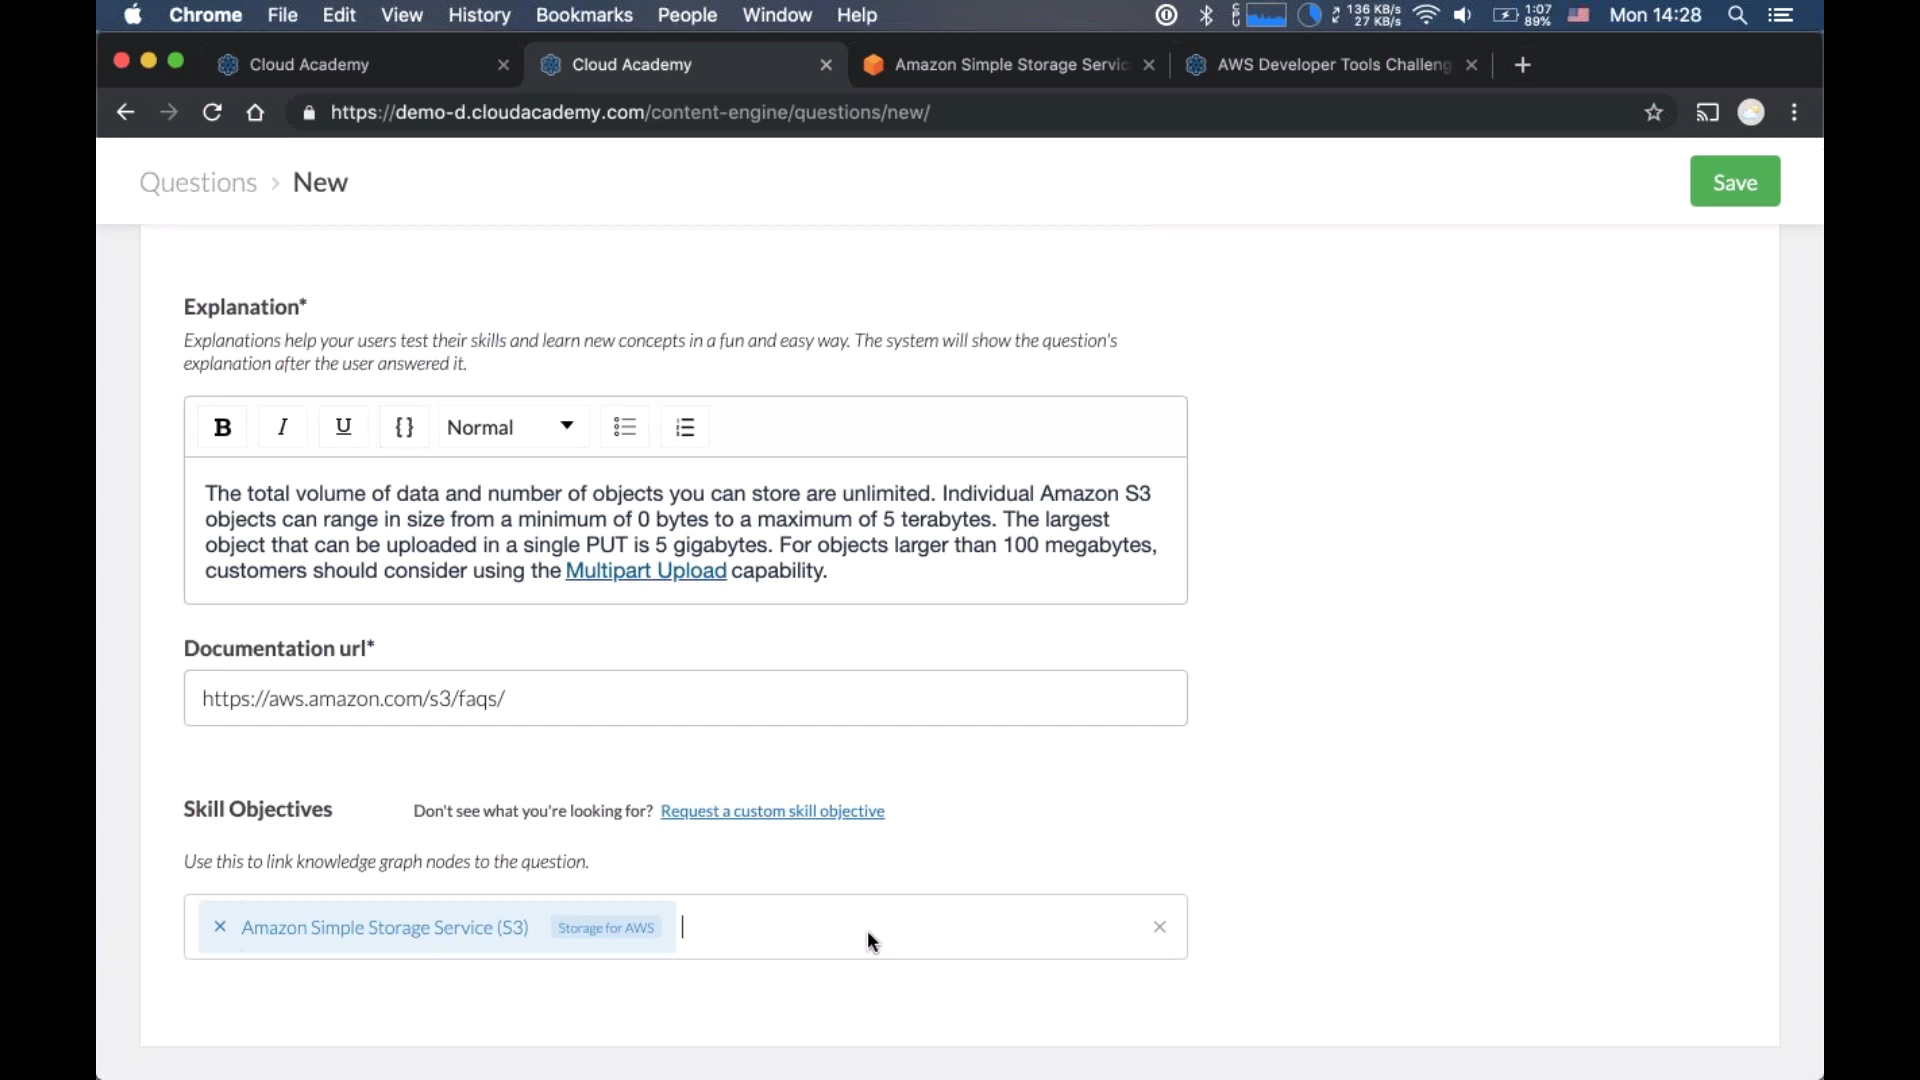 Chrome File Edit View History Bookmarks People Window Help 136 KB/s 27 KB/s 1:07 89% Mon 14:28
Cloud Academy Cloud Academy Amazon Simple Storage Servic AWS Developer Tools Challeng
https://demo-d.cloudacademy.com/content-engine/questions/new/
Questions > New Save
Explanation*
Explanations help your users test their skills and learn new concepts in a fun and easy way. The system will show the question's
explanation after the user answered it.
B I U {} Normal
The total volume of data and number of objects you can store are unlimited. Individual Amazon S3
objects can range in size from a minimum of 0 bytes to a maximum of 5 terabytes. The largest
object that can be uploaded in a single PUT is 5 gigabytes. For objects larger than 100 megabytes,
customers should consider using the Multipart Upload capability.
Documentation url*
https://aws.amazon.com/s3/faqs/
Skill Objectives Don't see what you're looking for? Request a custom skill objective
Use this to link knowledge graph nodes to the question.
Amazon Simple Storage Service (S3) Storage for AWS